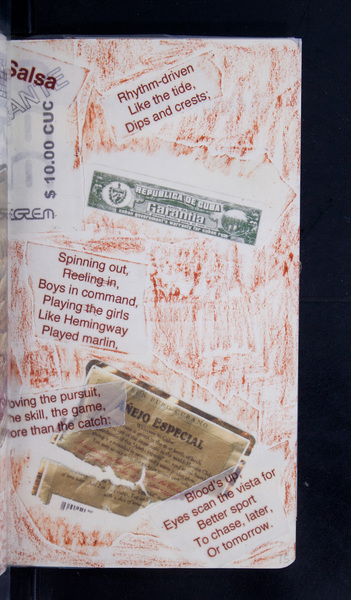 Salsa
$ 10.00 CUC
Rhythm-driven
Like the tide,
Dips and crests;
REPUBLICA DE CUBA
Garantia
Spinning out,
Reeling in,
Boys in command,
Playing the girls
Like Hemingway
Played marlin,
oving the pursuit,
he skill, the game,
ore than the catch:
NEJO ESPECIAL
Blood's up,
Eyes scan the vista for
Better sport
To chase, later,
Or tomorrow.